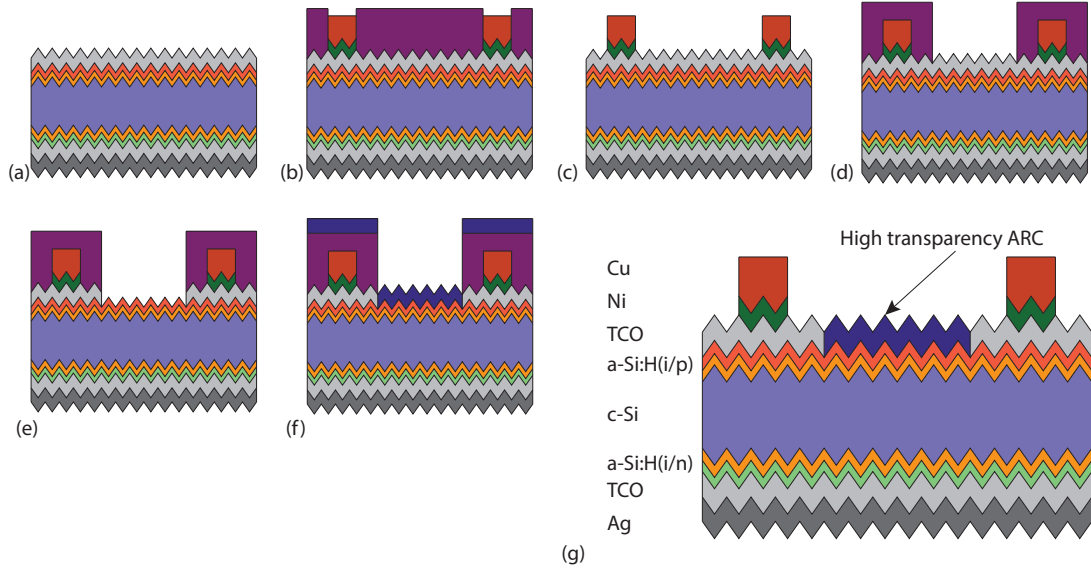 (a)
(b)
(c)
(d)
(e)
(f)
High transparency ARC
Cu
Ni
TCO
a-Si:H(i/p)
c-Si
a-Si:H(i/n)
TCO
Ag
(g)